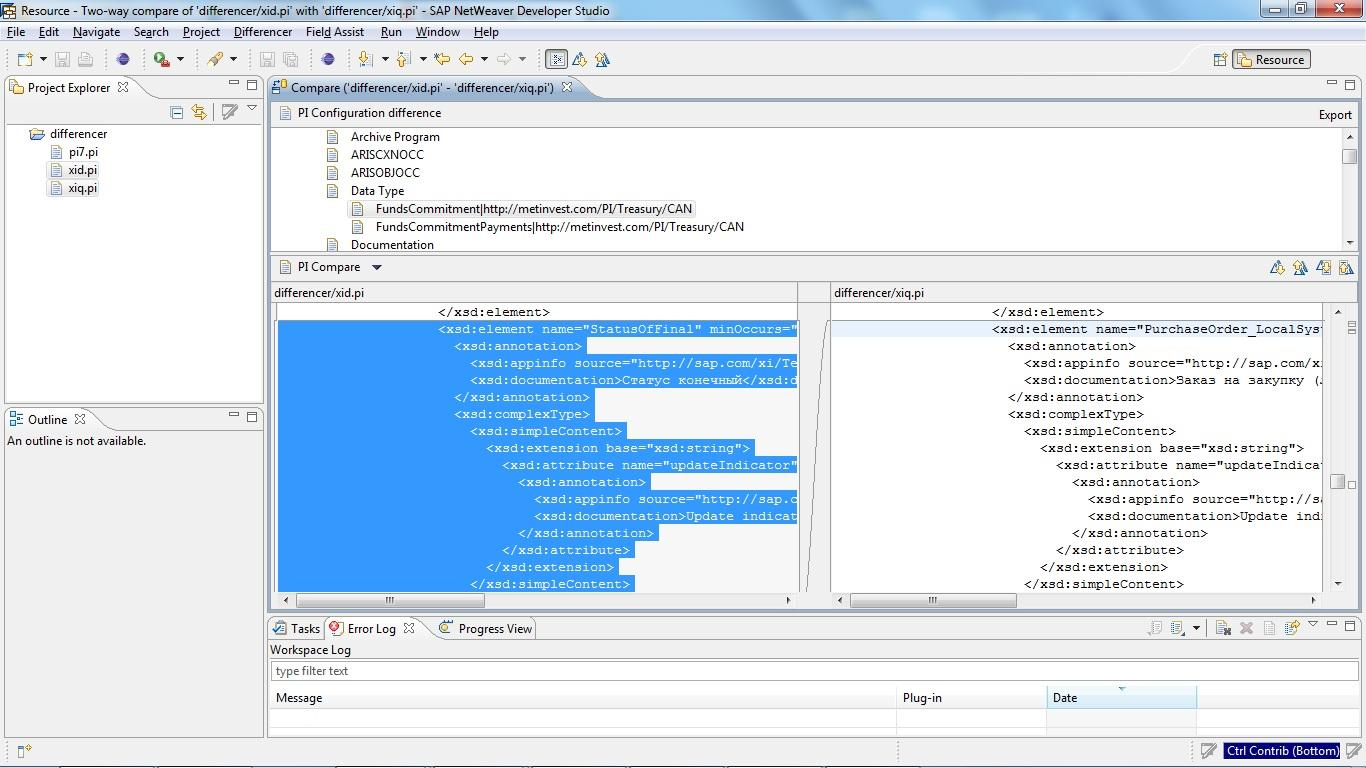 Resource - Two-way compare of 'differencer/xid.pi' with 'differencer/xiq.pi' - SAP NetWeaver Developer Studio
File Edit Navigate Search Project Differencer Field Assist Run Window Help
Resource
Project Explorer
differencer
pi7.pi
xid.pi
xiq.pi
Outline
An outline is not available.
Compare ('differencer/xid.pi' - 'differencer/xiq.pi')
PI Configuration difference
Export
Archive Program
ARISCXNOCC
ARISOBJOCC
Data Type
FundsCommitment|http://metinvest.com/PI/Treasury/CAN
FundsCommitmentPayments|http://metinvest.com/PI/Treasury/CAN
Documentation
PI Compare
differencer/xid.pi
</xsd:element>
<xsd:element name="StatusOfFinal" minOccurs="
<xsd:annotation>
<xsd:appinfo source="http://sap.com/xi/Te
<xsd:documentation>Статус конечный</xsd:d
</xsd:annotation>
<xsd:complexType>
<xsd:simpleContent>
<xsd:extension base="xsd:string">
<xsd:attribute name="updateIndicator"
<xsd:annotation>
<xsd:appinfo source="http://sap.c
<xsd:documentation>Update indicat
</xsd:annotation>
</xsd:attribute>
</xsd:extension>
</xsd:simpleContent>
differencer/xiq.pi
</xsd:element>
<xsd:element name="PurchaseOrder_LocalSys
<xsd:annotation>
<xsd:appinfo source="http://sap.com/x
<xsd:documentation>Заказ на закупку (
</xsd:annotation>
<xsd:complexType>
<xsd:simpleContent>
<xsd:extension base="xsd:string">
<xsd:attribute name="updateIndica
<xsd:annotation>
<xsd:appinfo source="http://s
<xsd:documentation>Update ind
</xsd:annotation>
</xsd:attribute>
</xsd:extension>
</xsd:simpleContent>
Tasks Error Log Progress View
Workspace Log
type filter text
Message Plug-in Date
Ctrl Contrib (Bottom)